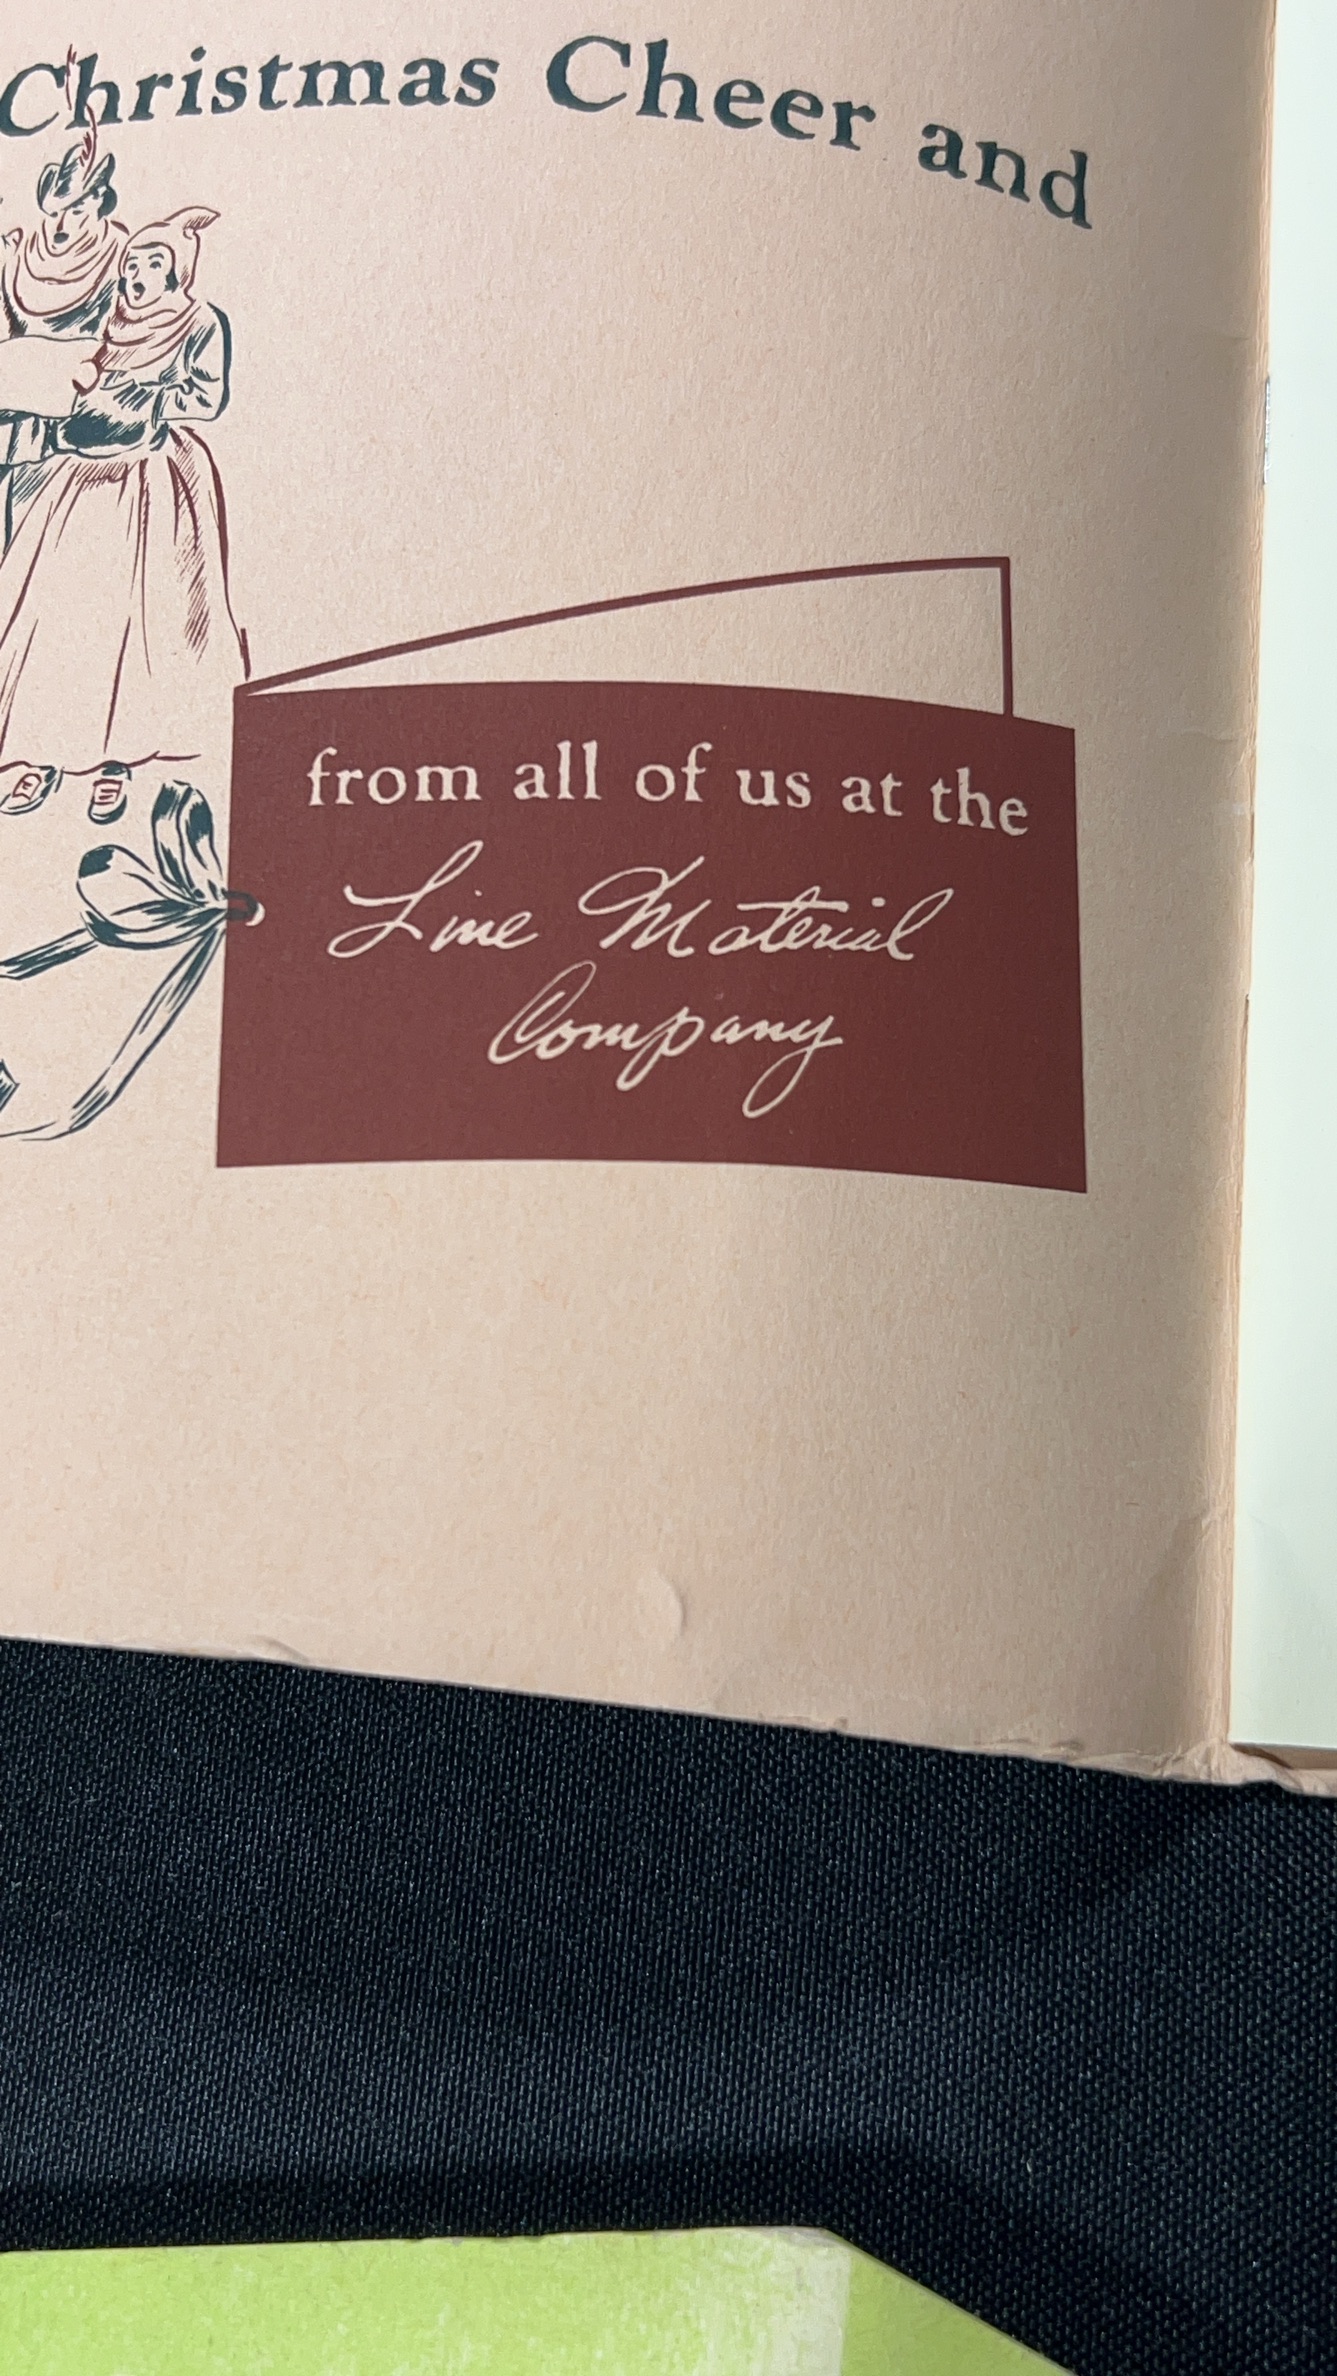 Christmas Cheer and
from all of us at the
Line Material
Company